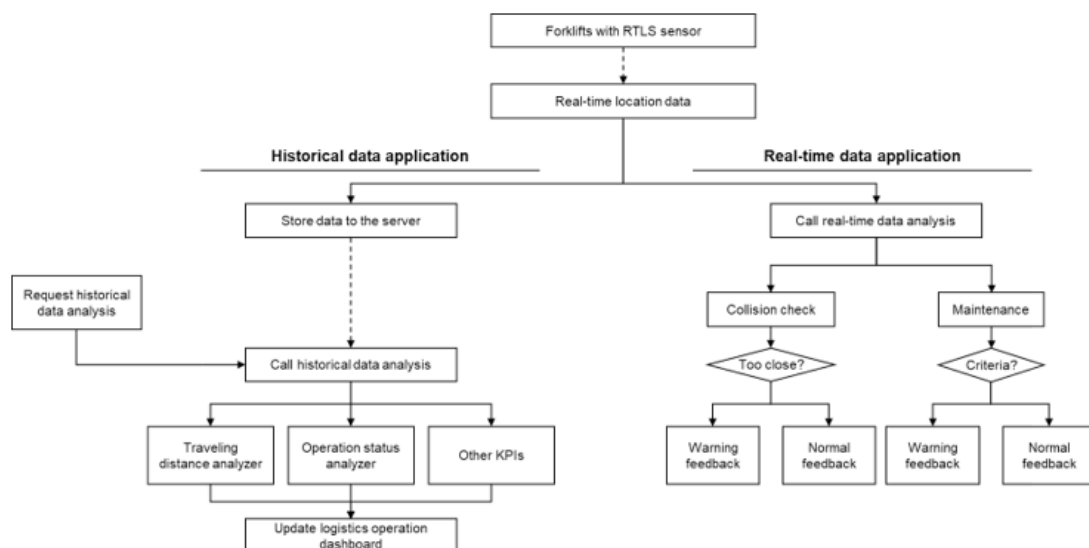 Forklifts with RTLS sensor
Real-time location data
Historical data application
Real-time data application
Store data to the server
Call real-time data analysis
Request historical
data analysis
Collision check
Maintenance
Call historical data analysis
Too close?
Criteria?
Traveling
distance analyzer
Operation status
analyzer
Other KPIs
Warning
feedback
Normal
feedback
Warning
feedback
Normal
feedback
Update logistics operation
dashboard